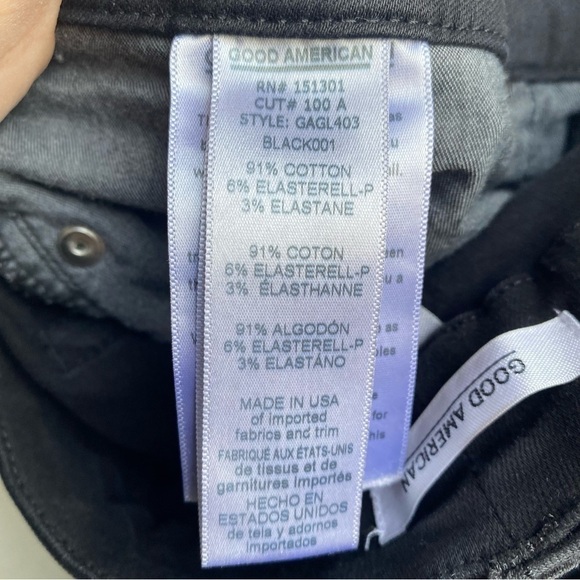 GOOD AMERICAN
RN# 151301
CUT# 100 A
STYLE: GAGL403
BLACK001
91% COTTON
6% ELASTERELL-P
3% ELASTANE
91% COTON
6% ELASTERELL-P
3% ÉLASTHANNE
91% ALGODÓN
6% ELASTERELL-P
3% ELASTÁNO
MADE IN USA
of imported
fabrics and trim
FABRIQUÉ AUX ÉTATS-UNIS
de tissus et de
garnitures importés
HECHO EN
ESTADOS UNIDOS
de tela y adornos
importados
GOOD AMERICAN